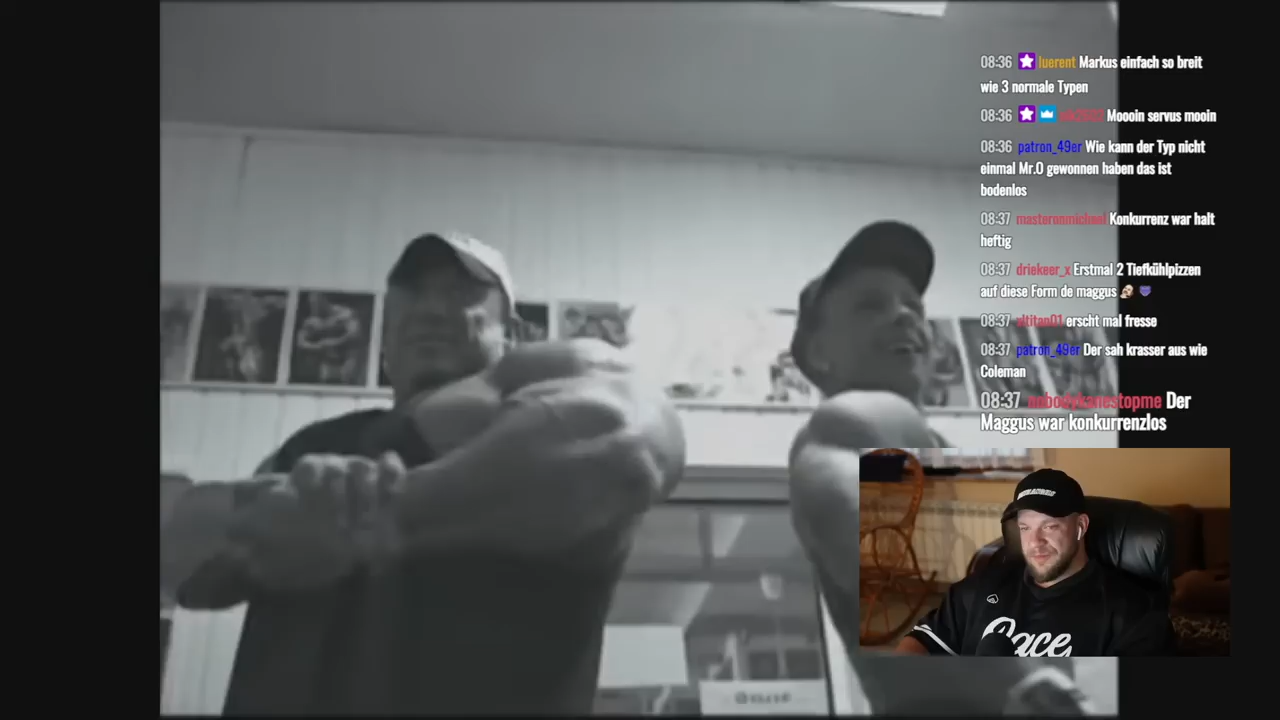 08:36 luerent Markus einfach so breit
wie 3 normale Typen
08:36 Moooin servus mooin
08:36 patron_49er Wie kann der Typ nicht
einmal Mr.O gewonnen haben das ist
bodenlos
08:37 masteronmichael Konkurrenz war halt
heftig
08:37 driekeer_x Erstmal 2 Tiefkühlpizzen
auf diese Form de maggus
08:37 erscht mal fresse
08:37 patron_49er Der sah krasser aus wie
Coleman
08:37 nobodykanestopme Der
Maggus war konkurrenzlos